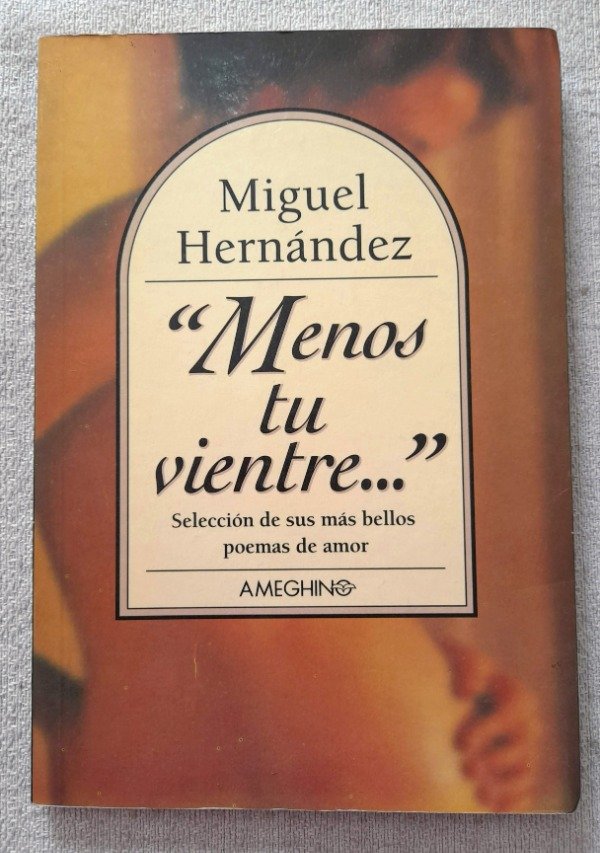 Miguel
Hernández
“Menos
tu
vientre...”
Selección de sus más bellos
poemas de amor
AMEGHINO